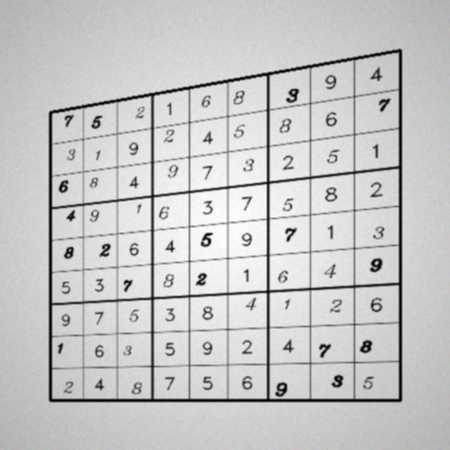 7 5 2 1 6 8 3 9 4
3 1 9 2 4 5 8 6 7
6 8 4 9 7 3 2 5 1
4 9 1 6 3 7 5 8 2
8 2 6 4 5 9 7 1 3
5 3 7 8 2 1 6 4 9
9 7 5 3 8 4 1 2 6
1 6 3 5 9 2 4 7 8
2 4 8 7 5 6 9 3 5